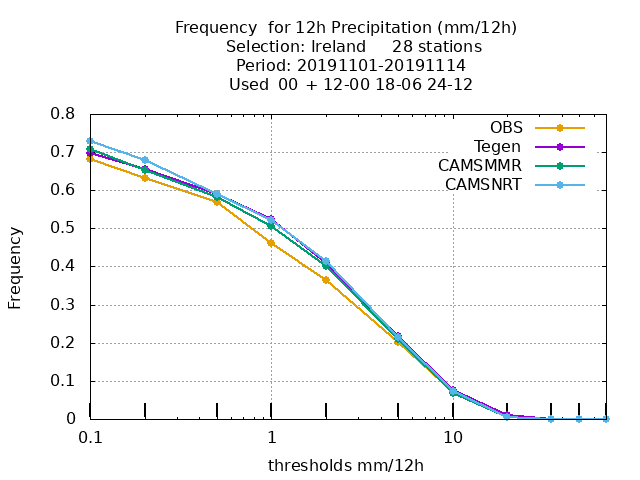 Frequency  for 12h Precipitation (mm/12h)
Selection: Ireland     28 stations
Period: 20191101-20191114
Used  00 + 12-00 18-06 24-12
OBS
Tegen
CAMSMMR
CAMSNRT
0.8
0.7
0.6
0.5
0.4
0.3
0.2
0.1
0
Frequency
0.1 1 10
thresholds mm/12h